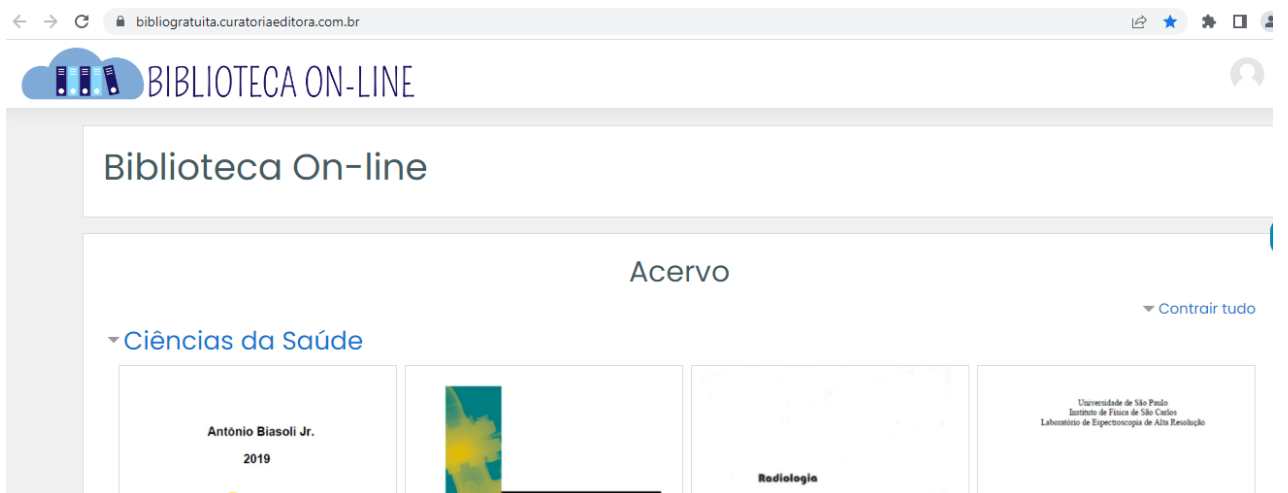 bibliogratuita.curatoriaeditora.com.br
BIBLIOTECA ON-LINE
Biblioteca On-line
Acervo
Contrair tudo
Ciências da Saúde
Antônio Biasoli Jr.
2019
Radiologia
Universidade de São Paulo
Instituto de Física de São Carlos
Laboratório de Espectroscopia de Alta Resolução